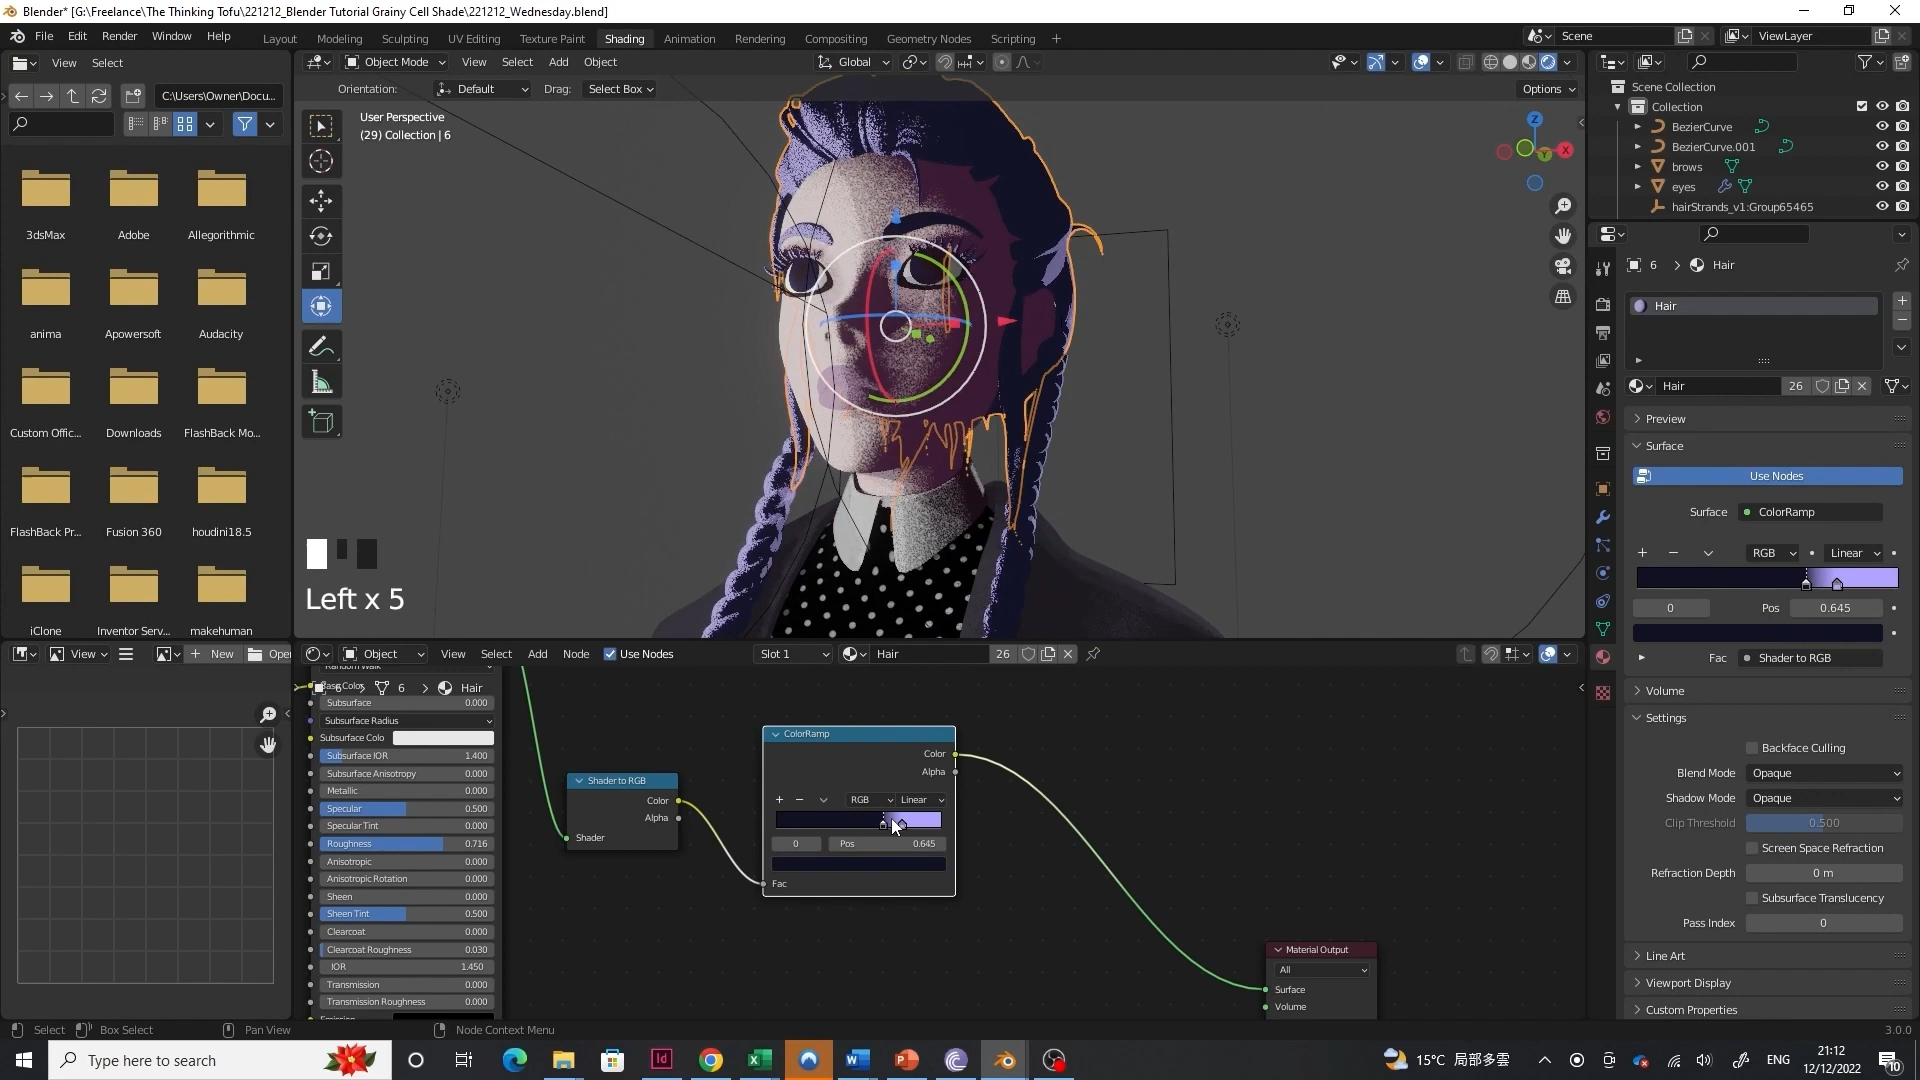 Blender* [G:\Freelance\The Thinking Tofu\221212_Blender Tutorial Grainy Cell Shade\221212_Wednesday.blend]
File Edit Render Window Help
Layout Modeling Sculpting UV Editing Texture Paint Shading Animation Rendering Compositing Geometry Nodes Scripting +
Scene
ViewLayer
View Select
Object Mode View Select Add Object
Global
C:\Users\Owner\Docu...
Orientation: Default Drag: Select Box
Options
User Perspective
(29) Collection | 6
Z
X
Y
Left x 5
3dsMax Adobe Allegorithmic
anima Apowersoft Audacity
Custom Offic... Downloads FlashBack Mo...
FlashBack Pr... Fusion 360 houdini18.5
iClone Inventor Serv... makehuman
Scene Collection
Collection
BezierCurve
BezierCurve.001
brows
eyes
hairStrands_v1:Group65465
6 > Hair
Hair
Hair 26
Preview
Surface
Use Nodes
Surface ColorRamp
RGB Linear
0 Pos 0.645
Fac Shader to RGB
Volume
Settings
Backface Culling
Blend Mode Opaque
Shadow Mode Opaque
Clip Threshold 0.500
Screen Space Refraction
Refraction Depth 0 m
Subsurface Translucency
Pass Index 0
Line Art
Viewport Display
Custom Properties
View + New Oper
Object View Select Add Node Use Nodes Slot 1 Hair 26
6 > 6 > Hair
Random Walk
Base Color
Subsurface 0.000
Subsurface Radius
Subsurface Colo
Subsurface IOR 1.400
Subsurface Anisotropy 0.000
Metallic 0.000
Specular 0.500
Specular Tint 0.000
Roughness 0.716
Anisotropic 0.000
Anisotropic Rotation 0.000
Sheen 0.000
Sheen Tint 0.500
Clearcoat 0.000
Clearcoat Roughness 0.030
IOR 1.450
Transmission 0.000
Transmission Roughness 0.000
Emission
Shader to RGB
Color
Alpha
Shader
ColorRamp
Color
Alpha
RGB Linear
0 Pos 0.645
Fac
Material Output
All
Surface
Volume
Select Box Select Pan View Node Context Menu
3.0.0
Type here to search
15°C 局部多雲
ENG
21:12
12/12/2022
10